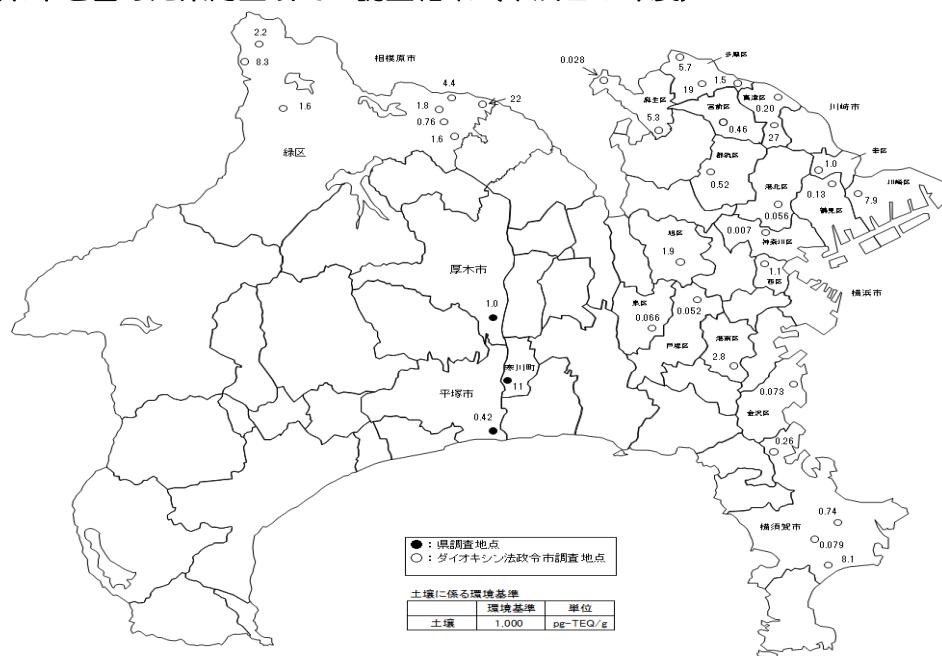 2.2
8.3
1.6
緑区
相模原市
4.4
1.8
0.76
1.6
22
0.028
5.7
多摩区
19
1.5
麻生区
5.3
宮前区
0.46
高津区
0.20
27
川崎市
幸区
1.0
川崎区
7.9
都筑区
0.52
港北区
0.056
0.13
鶴見区
0.007
神奈川区
旭区
1.9
1.1
西区
横浜市
厚木市
1.0
泉区
0.066
0.052
戸塚区
港南区
2.8
寒川町
11
平塚市
0.42
0.073
金沢区
0.26
横須賀市
0.74
0.079
8.1
●：県調査地点
○：ダイオキシン法政令市調査地点
土壌に係る環境基準
環境基準 単位
土壌 1,000 pg-TEQ/g